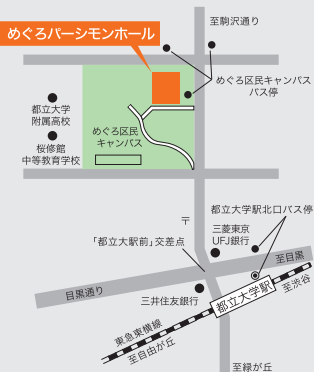 至駒沢通り
めぐろパーシモンホール
めぐろ区民キャンパス
バス停
都立大学
附属高校
めぐろ区民
キャンパス
桜修館
中等教育学校
〒
都立大学駅北口バス停
三菱東京
UFJ銀行
「都立大駅前」交差点
至目黒
至渋谷
目黒通り
三井住友銀行
都立大学駅
東急東横線
至自由が丘
至緑が丘